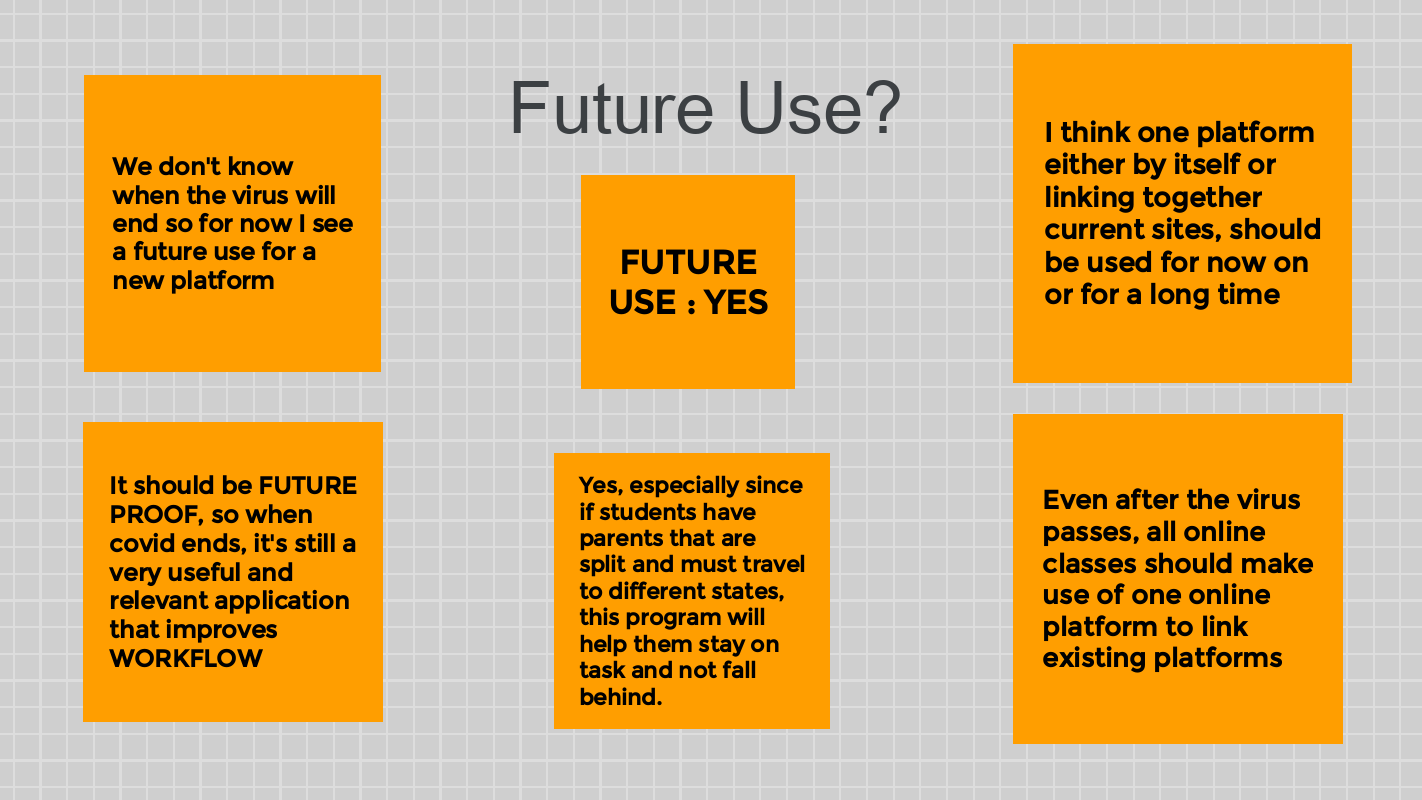 Future Use?
We don't know
when the virus will
end so for now I see
a future use for a
new platform
FUTURE
USE : YES
I think one platform
either by itself or
linking together
current sites, should
be used for now on
or for a long time
It should be FUTURE
PROOF, so when
covid ends, it's still a
very useful and
relevant application
that improves
WORKFLOW
Yes, especially since
if students have
parents that are
split and must travel
to different states,
this program will
help them stay on
task and not fall
behind.
Even after the virus
passes, all online
classes should make
use of one online
platform to link
existing platforms